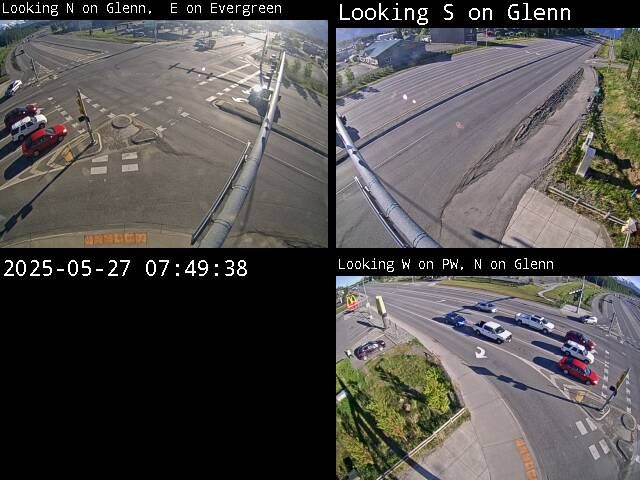 Looking N on Glenn, E on Evergreen
Looking S on Glenn
2025-05-27 07:49:38
Looking W on PW, N on Glenn